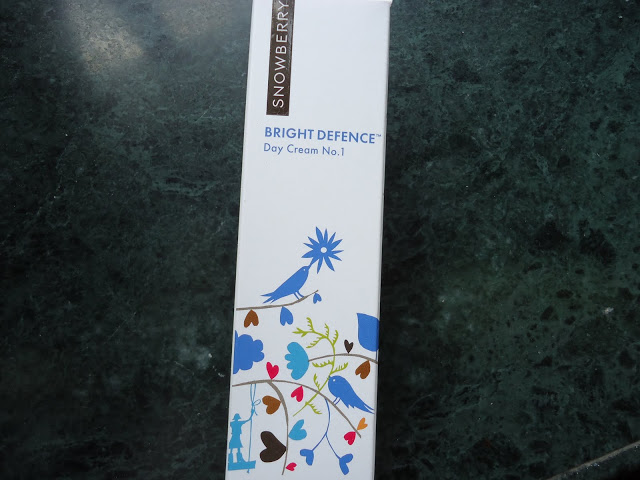 SNOWBERRY
BRIGHT DEFENCE™
Day Cream No.1